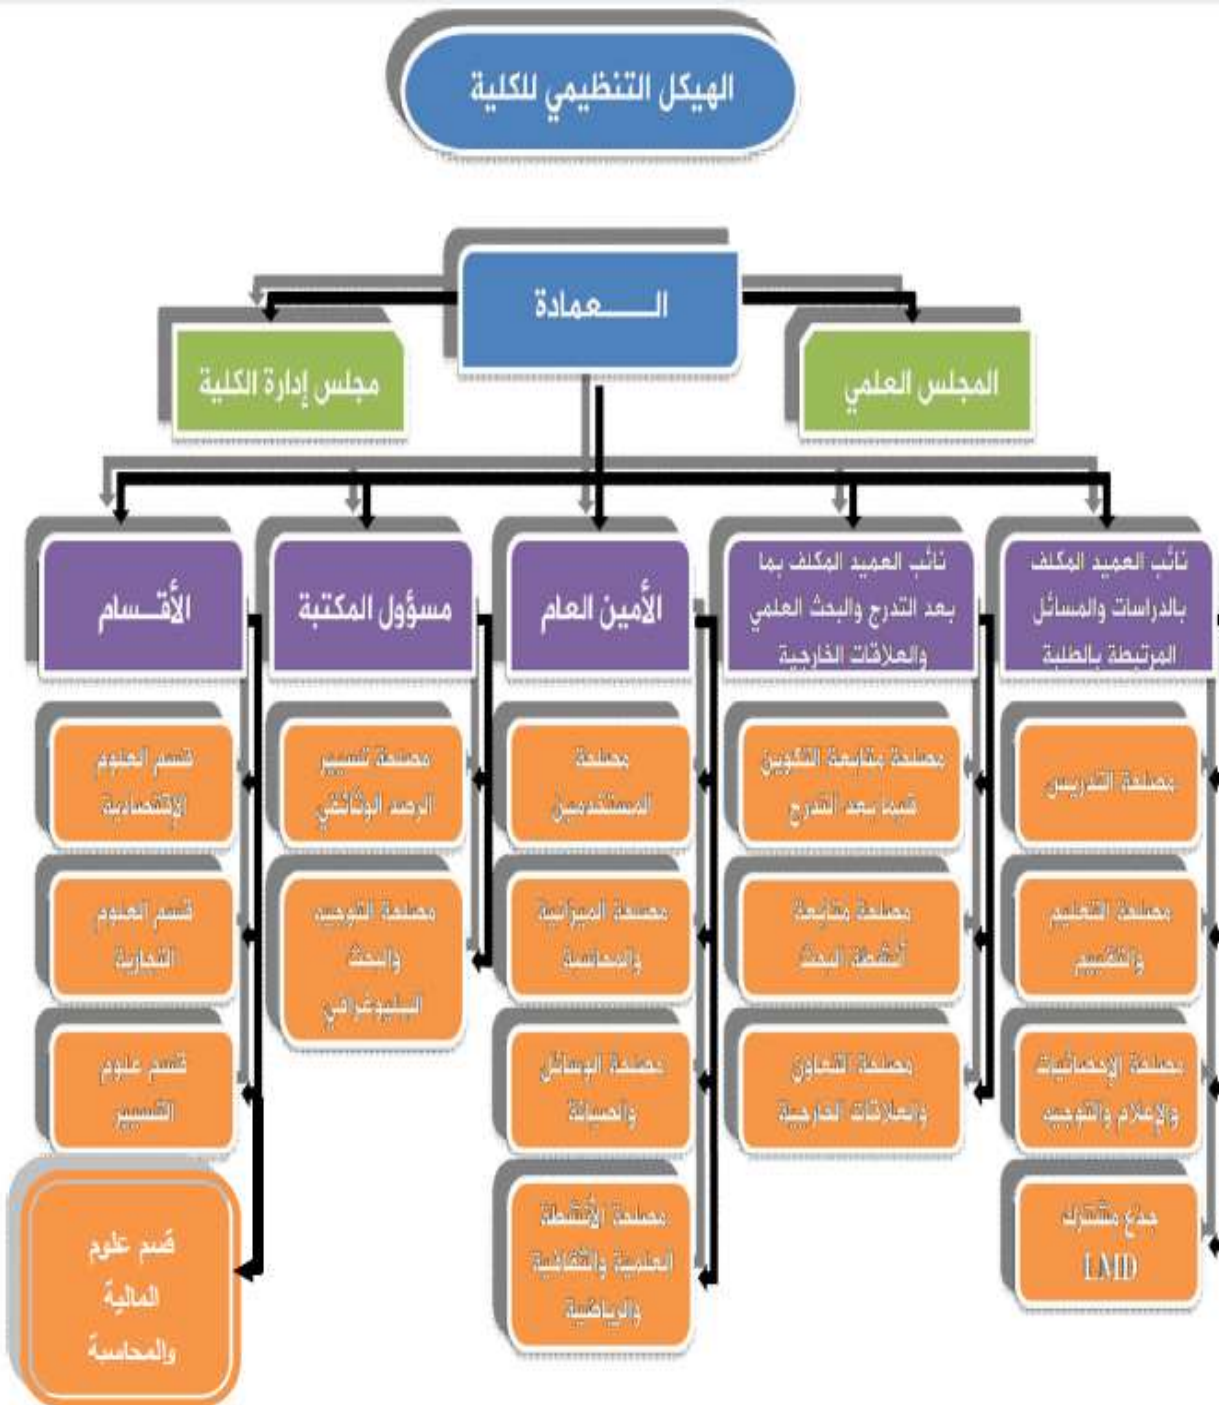 الهيكل التنظيمي للكلية
الـــــعمادة
المجلس العلمي
مجلس إدارة الكلية
نائب العميد المكلف
بالدراسات والمسائل
المرتبطة بالطلبة
مصلحة التدريس
مصلحة التعليم
والتقييم
مصلحة الإحصائيات
والإعلام والتوجيه
جذع مشترك
LMD
نائب العميد المكلف بما
بعد التدرج والبحث العلمي
والعلاقات الخارجية
مصلحة متابعة التكوين
فيما بعد التدرج
مصلحة متابعة
أنشطة البحث
مصلحة التعاون
والعلاقات الخارجية
الأمين العام
مصلحة
المستخدمين
مصلحة الميزانية
والمحاسبة
مصلحة الوسائل
والصيانة
مصلحة الأنشطة
العلمية والثقافية
والرياضية
مسؤول المكتبة
مصلحة تسيير
الرصد الوثائقي
مصلحة التوجيه
والبحث
البيليوغرافي
الأقــسام
قسم العلوم
الإقتصادية
قسم العلوم
التجارية
قسم علوم
التسيير
قسم علوم
المالية
والمحاسبة